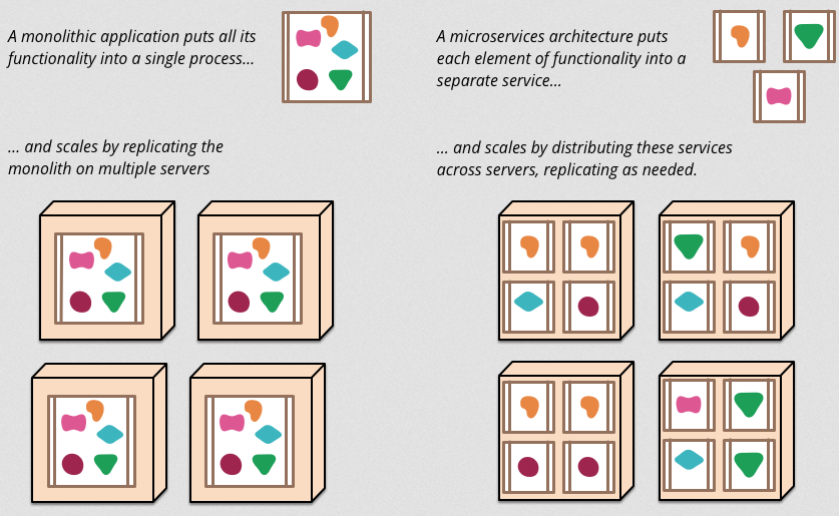 A monolithic application puts all its
functionality into a single process...
A microservices architecture puts
each element of functionality into a
separate service...
... and scales by replicating the
monolith on multiple servers
... and scales by distributing these services
across servers, replicating as needed.